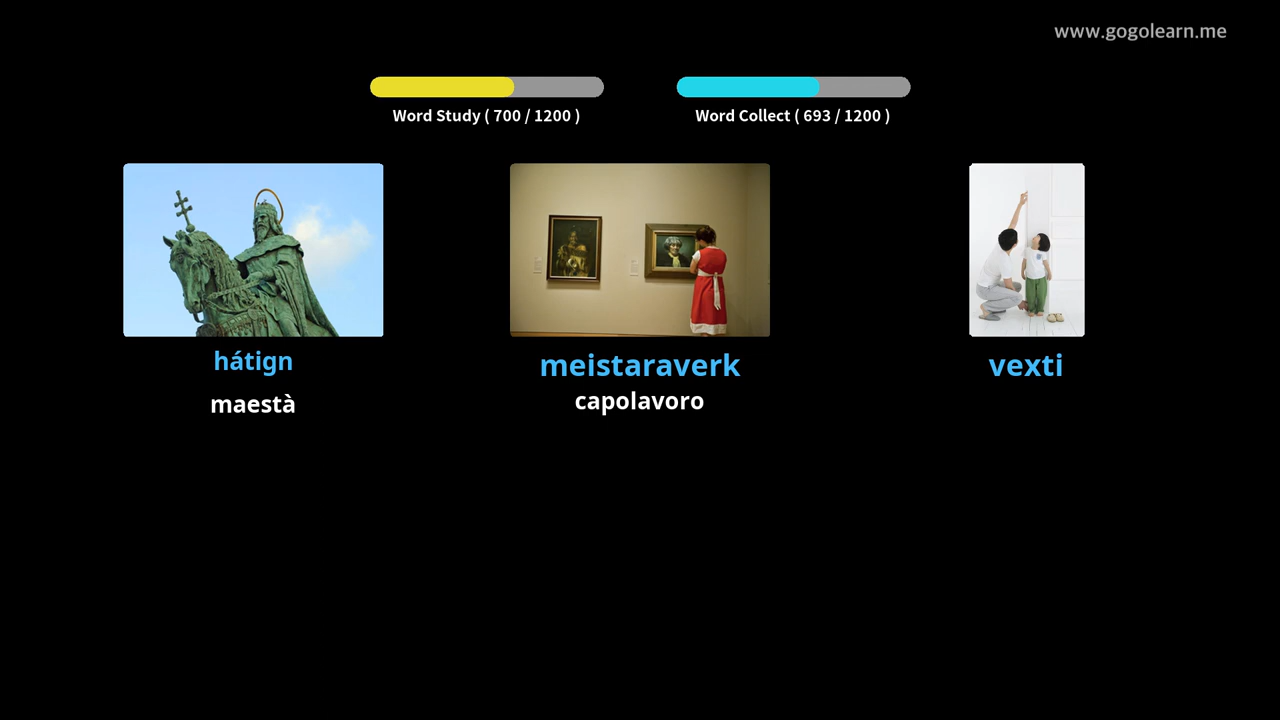 www.gogolearn.me
Word Study ( 700 / 1200 )
Word Collect ( 693 / 1200 )
hátign
meistaraverk
vexti
maestà
capolavoro